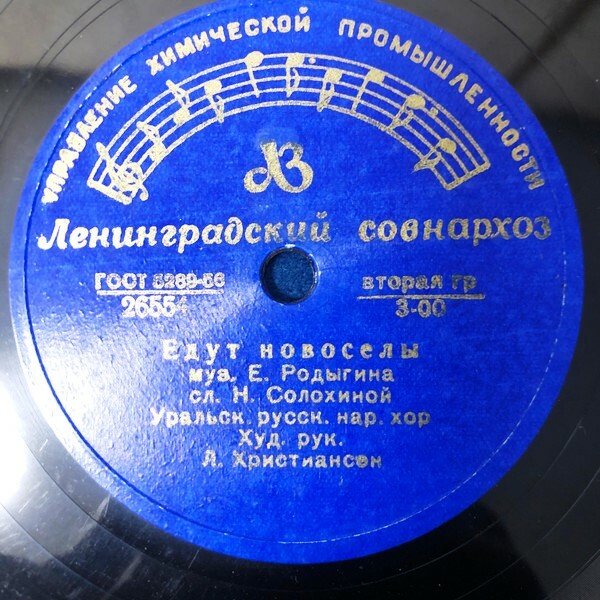 УПРАВЛЕНИЕ ХИМИЧЕСКОЙ ПРОМЫШЛЕННОСТИ
ЛЗ
Ленинградский совнархоз
ГОСТ 5289-56 вторая гр
26554 3-00
Едут новоселы
муз. Е. Родыгина
сл. Н. Солохиной
Уральск. русск. нар. хор
Худ. рук.
Л. Христиансен